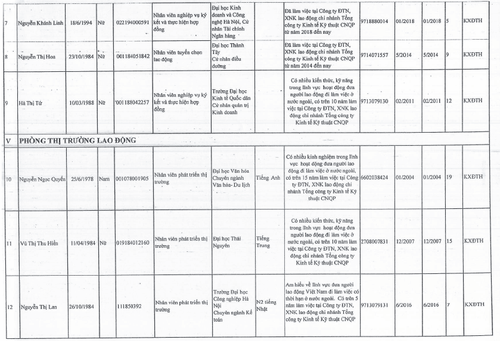 7 Nguyễn Khánh Linh 18/6/1994 Nữ 022194000591 Nhân viên nghiệp vụ ký kết và thực hiện hợp đồng
doanh và Công nghệ Hà Nội, Cử nhân Tài chính Ngân hàng
Đã làm việc tại Công ty ĐTN, XNK lao động chi nhánh Tổng công ty Kinh tế Kỹ thuật CNQP từ năm 2018 đến nay
9718880014 01/2018 01/2018 5 KXĐTH
8 Nguyễn Thị Hoa 23/10/1984 Nữ 001184051842 Nhân viên tuyển chọn lao động
Đại học Thành Tây Cử nhân điều dưỡng
Đã làm việc tại Công ty ĐTN, XNK lao động chi nhánh Tổng công ty Kinh tế Kỹ thuật CNQP từ năm 2014 đến nay
9714071557 5/2014 5/2014 9 KXĐTH
9 Hà Thị Tứ 10/03/1988 Nữ 001188042257 Nhân viên nghiệp vụ ký kết và thực hiện hợp đồng
Trường Đại học Kinh tế Quốc dân Cử nhân quản trị Kinh doanh
Có nhiều kiến thức, kỹ năng trong lĩnh vực hoạt động đưa người lao động đi làm việc ở nước ngoài, có trên 10 năm làm việc tại Công ty ĐTN, XNK lao động chi nhánh Tổng công ty Kinh tế Kỹ thuật CNQP
9713079130 02/2011 02/2011 12 KXĐTH
V PHÒNG THỊ TRƯỜNG LAO ĐỘNG
10 Nguyễn Ngọc Quyến 25/6/1978 Nam 001078001905 Nhân viên phát triển thị trường
Đại học Văn hóa Chuyên ngành Văn hóa- Du lịch
Tiếng Anh
Có nhiều kinh nghiệm trong lĩnh vực hoạt động đưa người lao động đi làm việc ở nước ngoài, có trên 15 năm làm việc tại Công ty ĐTN, XNK lao động chi nhánh Tổng công ty Kinh tế Kỹ thuật CNQP
6602038424 01/2004 01/2004 19 KXĐTH
11 Vũ Thị Thu Hiền 11/04/1984 Nữ 019184012160 Nhân viên phát triển thị trường
Đại học Thái Nguyên
Tiếng Trung
Có nhiều kiến thức, kỹ năng trong lĩnh vực hoạt động đưa người lao động đi làm việc ở nước ngoài, có trên 10 năm làm việc tại Công ty ĐTN, XNK lao động chi nhánh Tổng công ty Kinh tế Kỹ thuật CNQP
2708007831 12/2007 12/2007 15 KXĐTH
12 Nguyễn Thị Lan 26/10/1984 111850392 Nhân viên phát triển thị trường
Trường Đại học Công nghiệp Hà Nội Chuyên ngành Kế toán
N2 tiếng Nhật
Am hiểu về lĩnh vực đưa người lao động Việt Nam đi làm việc có thời hạn ở nước ngoài. Có trên 5 năm làm việc tại Công ty ĐTN, XNK lao động chi nhánh Tổng công ty Kinh tế Kỹ thuật CNQP
9713079131 6/2016 6/2016 7 KXĐTH